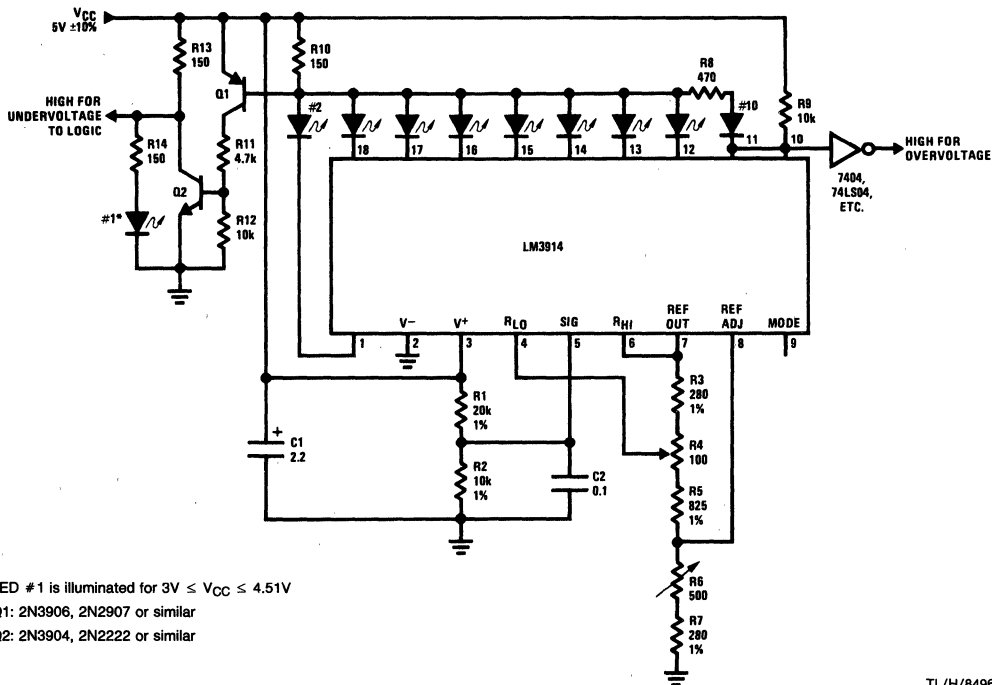 VCC
5V ±10%
R13
150
R10
150
R8
470
Q1
#2
#10
R9
10k
HIGH FOR
UNDERVOLTAGE
TO LOGIC
R14
150
R11
4.7k
18
17
16
15
14
13
12
11
10
HIGH FOR
OVERVOLTAGE
7404,
74LS04,
ETC.
Q2
#1*
R12
10k
LM3914
V−
V+
RLO
SIG
RHI
REF
OUT
REF
ADJ
MODE
1
2
3
4
5
6
7
8
9
R1
20k
1%
R3
280
1%
+
C1
2.2
R2
10k
1%
C2
0.1
R4
100
R5
825
1%
R6
500
R7
280
1%
ED #1 is illuminated for 3V ≤ VCC ≤ 4.51V
Q1: 2N3906, 2N2907 or similar
Q2: 2N3904, 2N2222 or similar
TL/H/8496